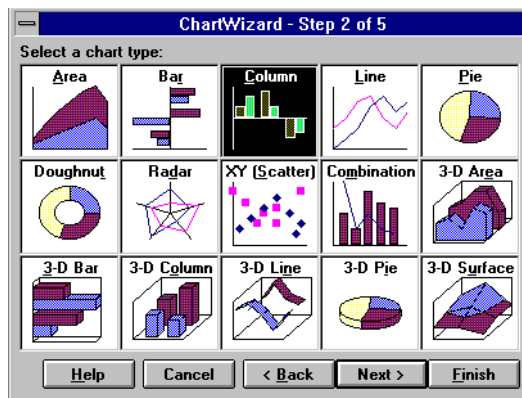 ChartWizard - Step 2 of 5
Select a chart type:
Area Bar Column Line Pie
Doughnut Radar XY (Scatter) Combination 3-D Area
3-D Bar 3-D Column 3-D Line 3-D Pie 3-D Surface
Help Cancel < Back Next > Finish